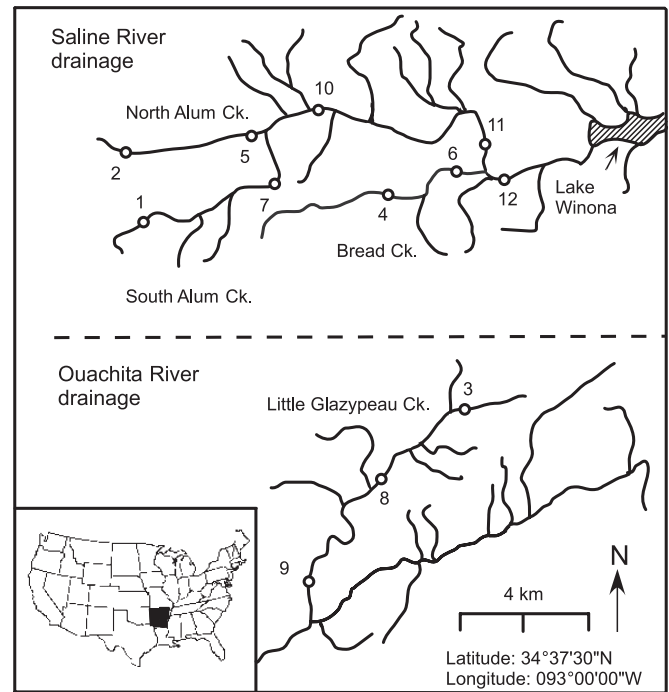 Saline River
drainage
10
North Alum Ck.
11
5
2
6
1
7
4
12
Lake
Winona
Bread Ck.
South Alum Ck.
Ouachita River
drainage
3
Little Glazypeau Ck.
8
9
N
4 km
Latitude: 34°37'30"N
Longitude: 093°00'00"W